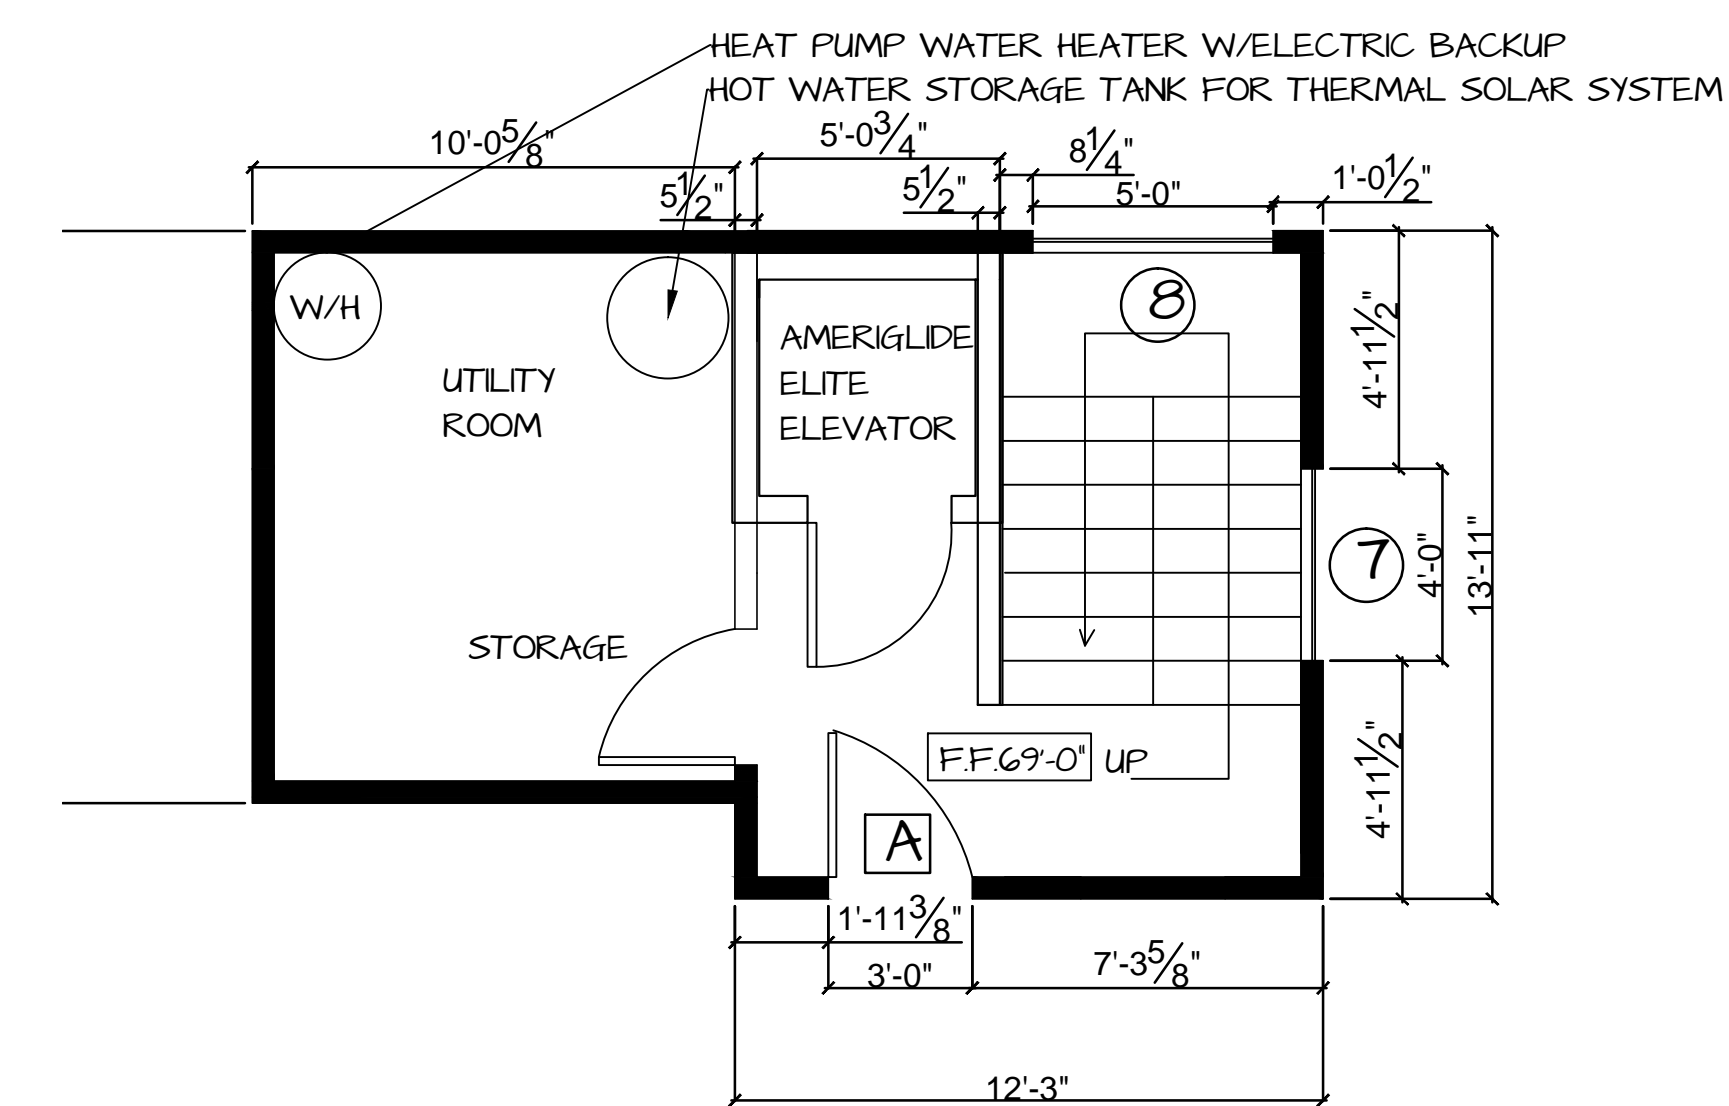 HEAT PUMP WATER HEATER W/ELECTRIC BACKUP
HOT WATER STORAGE TANK FOR THERMAL SOLAR SYSTEM
10'-0 5/8"
5'-0 3/4"
8 1/4"
5 1/2"
5 1/2"
5'-0"
1'-0 1/2"
W/H
8
AMERIGLIDE
ELITE
ELEVATOR
UTILITY
ROOM
4'-11 1/2"
7
4'-0"
13'-11"
STORAGE
F.F.69'-0" UP
4'-11 1/2"
A
1'-11 3/8"
3'-0"
7'-3 5/8"
12'-3"